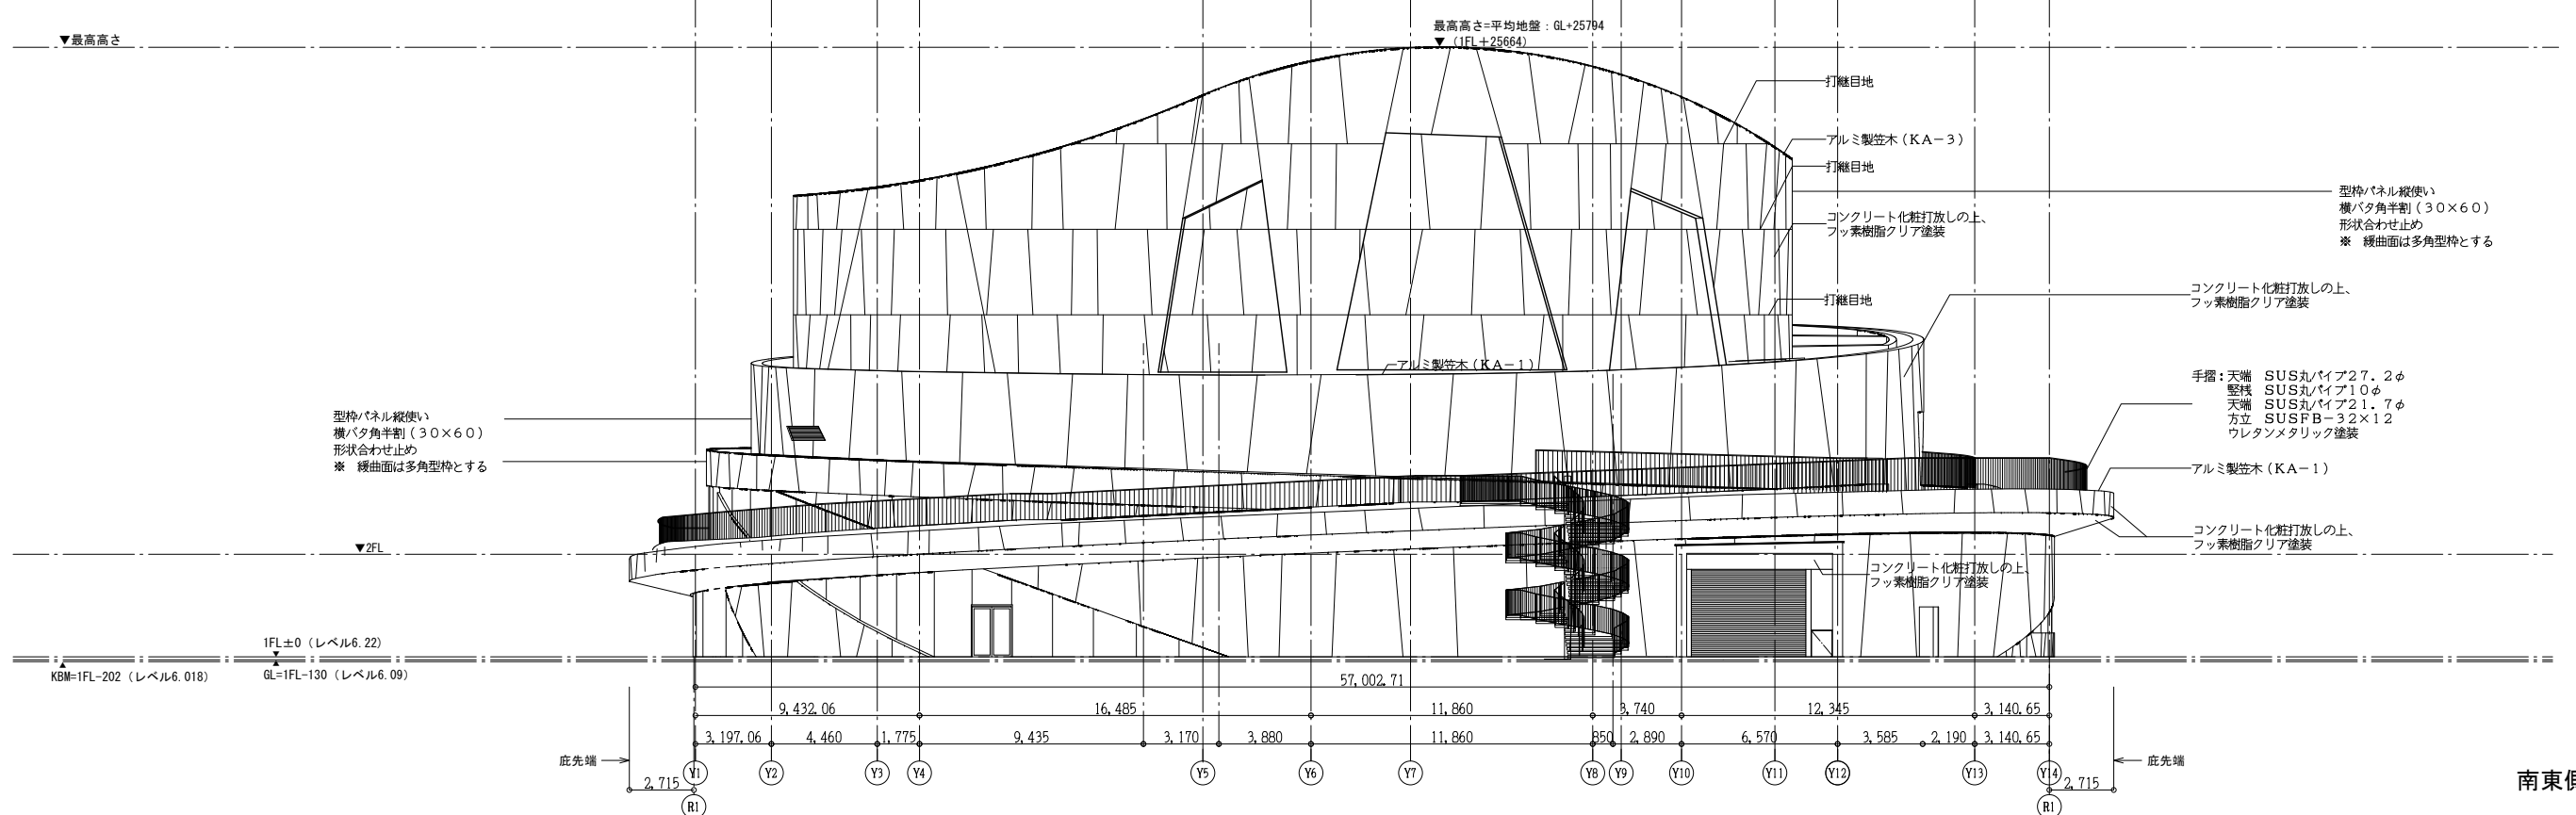 ▼最高高さ
最高高さ=平均地盤：GL+25794
▼（1FL＋25664）
打継目地
アルミ製笠木（ＫＡ－３）
打継目地
型枠パネル縦使い
横バタ角半割（３０×６０）
形状合わせ止め
※　緩曲面は多角型枠とする
コンクリート化粧打放しの上、
フッ素樹脂クリア塗装
コンクリート化粧打放しの上、
フッ素樹脂クリア塗装
打継目地
アルミ製笠木（ＫＡ－１）
手摺：天端　ＳＵＳ丸パイプ２７．２φ
竪桟　ＳＵＳ丸パイプ１０φ
天端　ＳＵＳ丸パイプ２１．７φ
方立　ＳＵＳＦＢ－３２×１２
ウレタンメタリック塗装
型枠パネル縦使い
横バタ角半割（３０×６０）
形状合わせ止め
※　緩曲面は多角型枠とする
アルミ製笠木（ＫＡ－１）
コンクリート化粧打放しの上、
フッ素樹脂クリア塗装
▼2FL
コンクリート化粧打放しの上、
フッ素樹脂クリア塗装
1FL±0（レベル6.22）
KBM=1FL-202（レベル6.018）
GL=1FL-130（レベル6.09）
57,002.71
9,432.06 16,485 11,860 3,740 12,345 3,140.65
3,197.06 4,460 1,775 9,435 3,170 3,880 11,860 850 2,890 6,570 3,585 2,190 3,140.65
庇先端 庇先端
Y1 Y2 Y3 Y4 Y5 Y6 Y7 Y8 Y9 Y10 Y11 Y12 Y13 Y14
2,715 2,715
南東
R1 R1